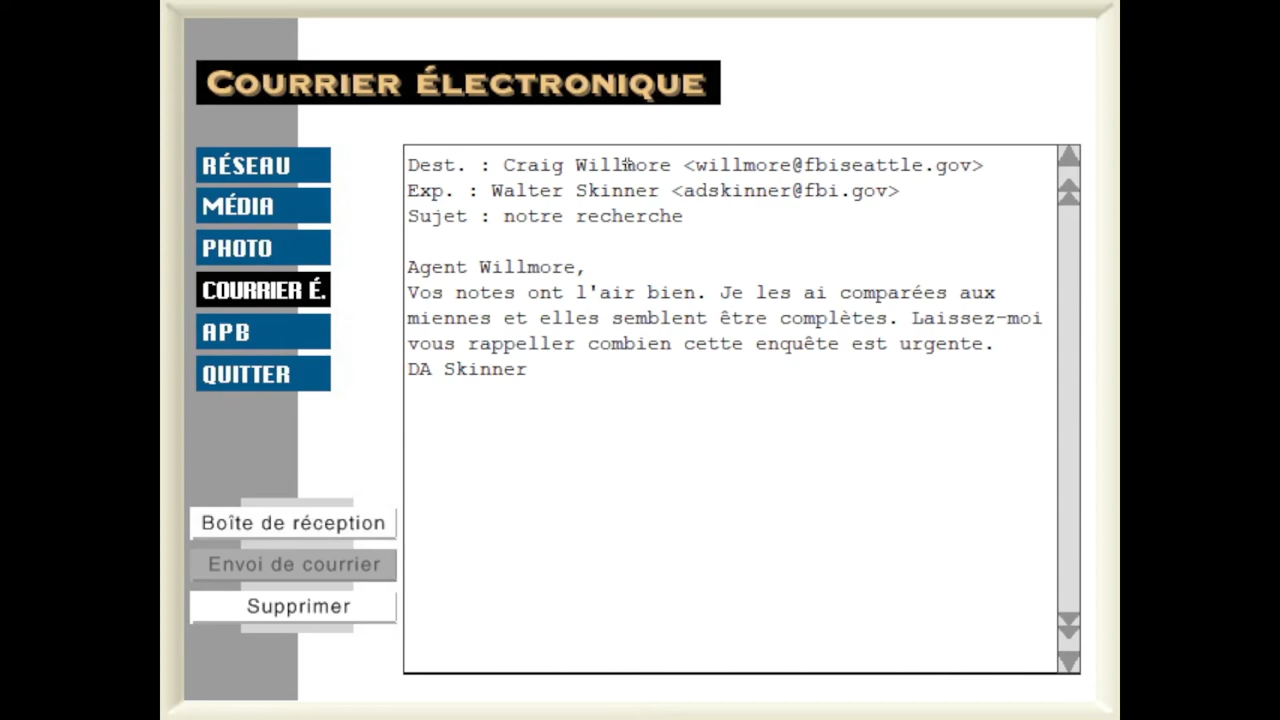 Courrier électronique
RÉSEAU
MÉDIA
PHOTO
COURRIER É.
APB
QUITTER
Boîte de réception
Envoi de courrier
Supprimer
Dest. : Craig Willmore <willmore@fbiseattle.gov>
Exp. : Walter Skinner <adskinner@fbi.gov>
Sujet : notre recherche
Agent Willmore,
Vos notes ont l'air bien. Je les ai comparées aux
miennes et elles semblent être complètes. Laissez-moi
vous rappeller combien cette enquête est urgente.
DA Skinner